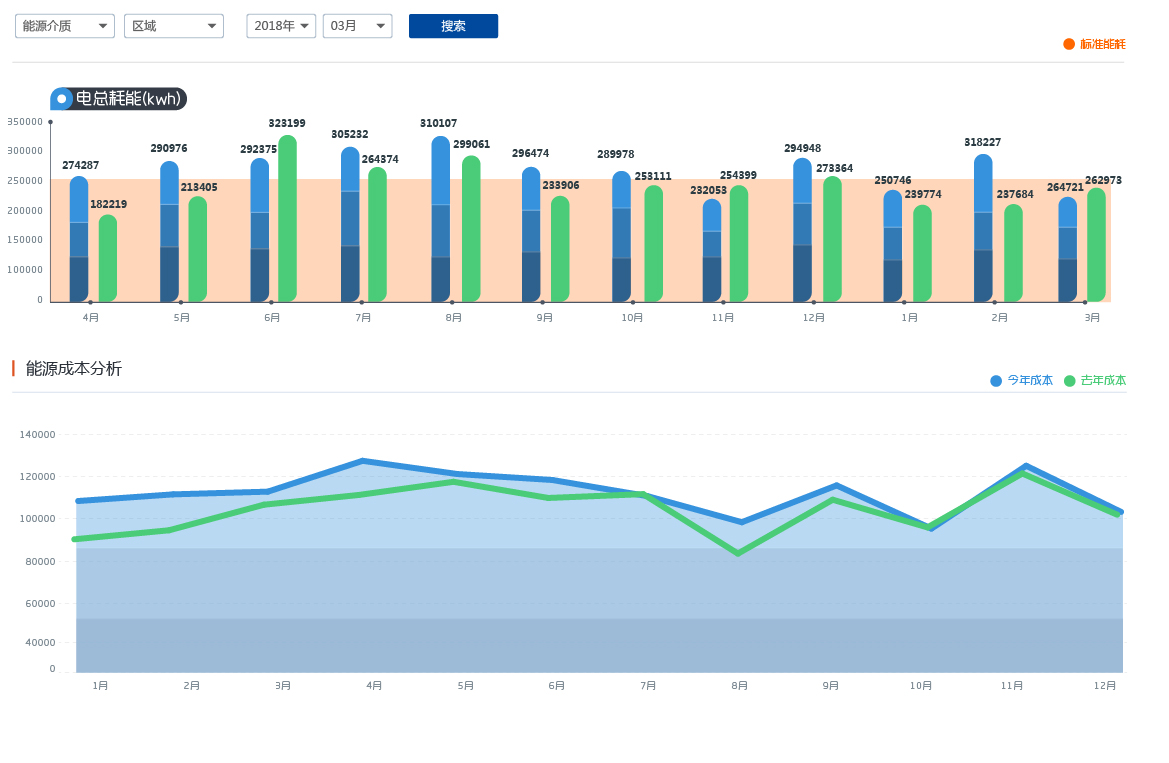 能源介质 区域 2018年 03月 搜索
标准能耗
电总耗能(kwh)
350000
300000
250000
200000
150000
100000
0
274287 182219 290976 213405 292375 323199 305232 264374 310107 299061 296474 233906 289978 253111 232053 254399 294948 273364 250746 239774 318227 237684 264721 262973
4月 5月 6月 7月 8月 9月 10月 11月 12月 1月 2月 3月
能源成本分析
今年成本 去年成本
140000
120000
100000
80000
60000
40000
0
1月 2月 3月 4月 5月 6月 7月 8月 9月 10月 11月 12月